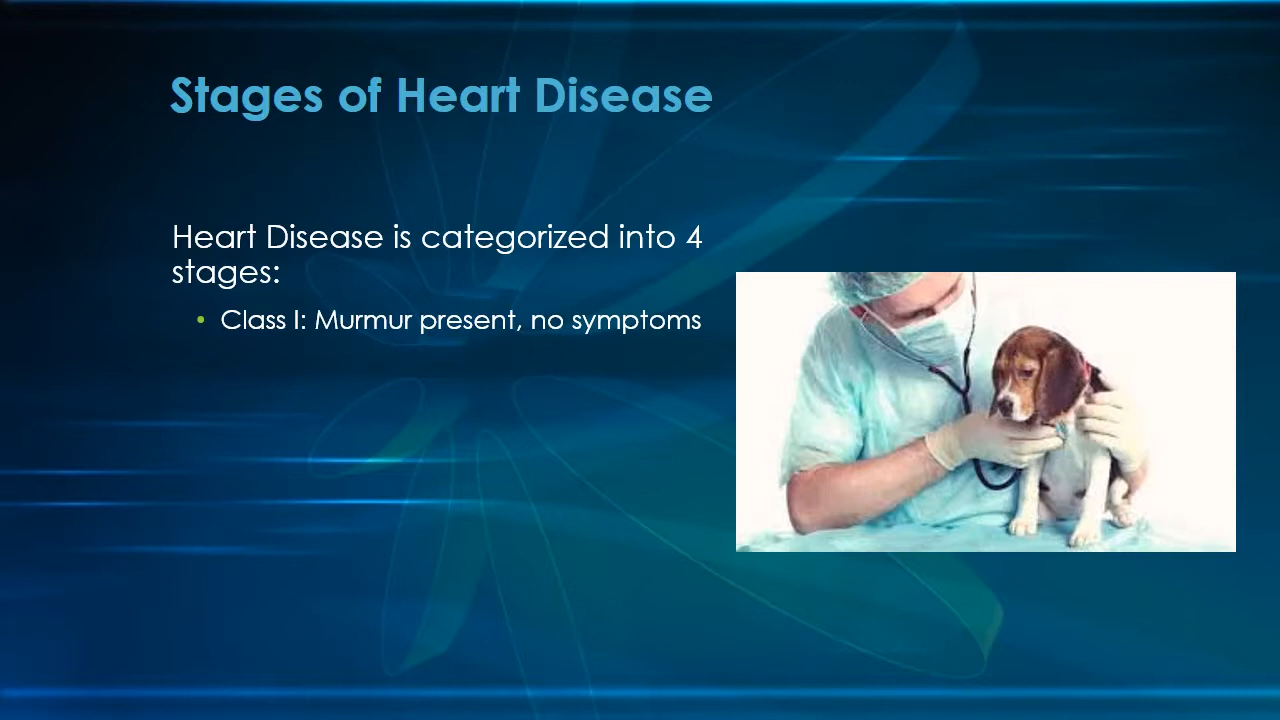 Stages of Heart Disease
Heart Disease is categorized into 4
stages:
• Class I: Murmur present, no symptoms